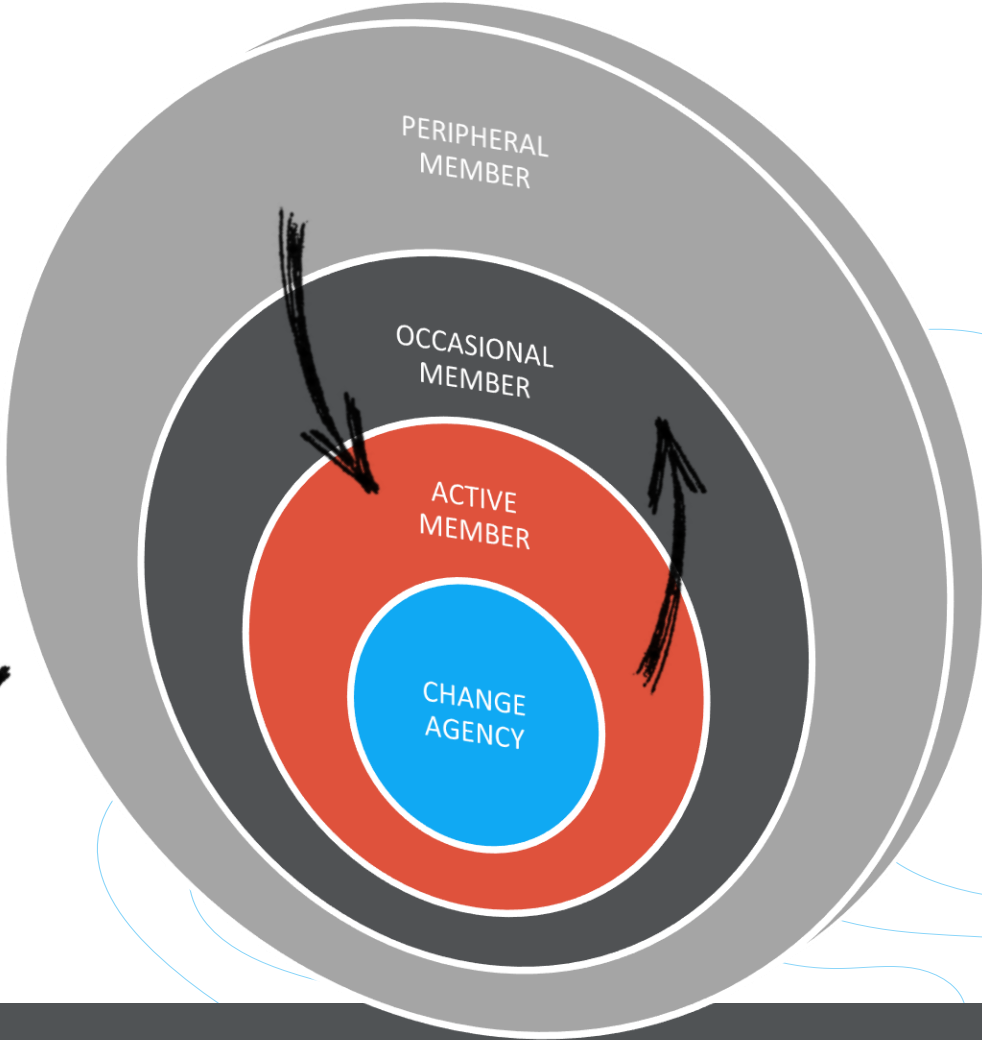 PERIPHERAL
MEMBER
OCCASIONAL
MEMBER
ACTIVE
MEMBER
CHANGE
AGENCY